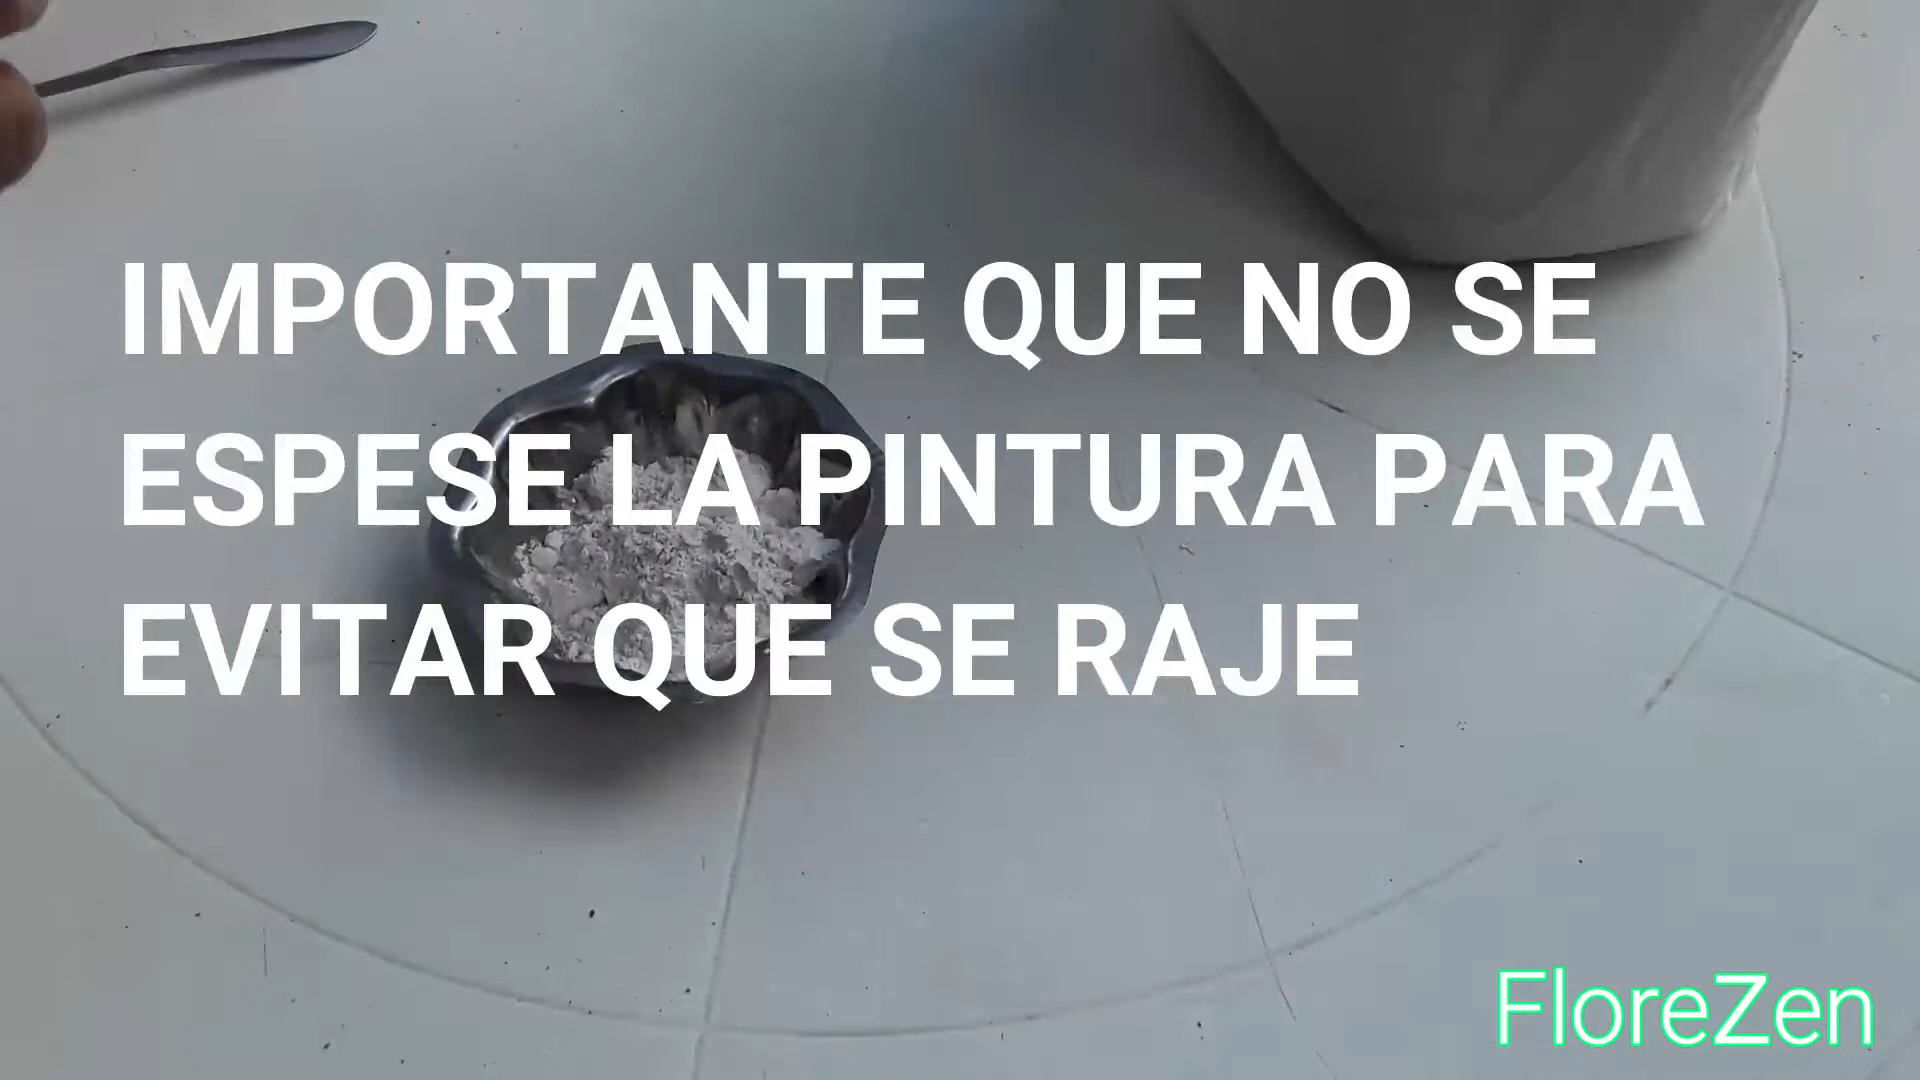 IMPORTANTE QUE NO SE
ESPESE LA PINTURA PARA
EVITAR QUE SE RAJE
FloreZen